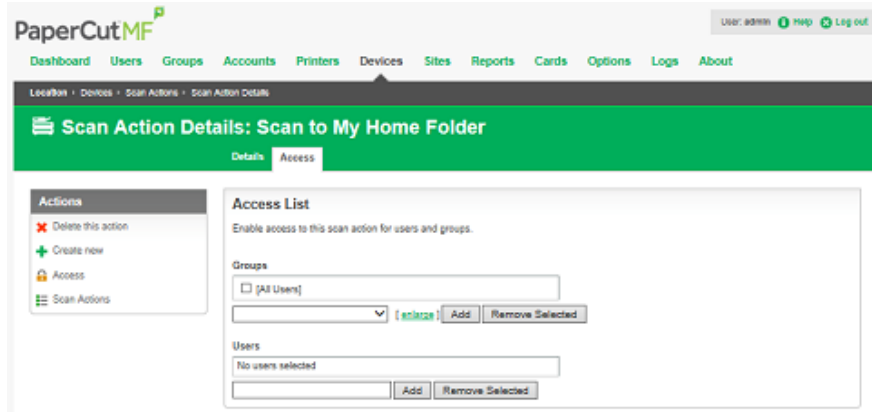 PaperCutMF
User: admin Help Log out
Dashboard Users Groups Accounts Printers Devices Sites Reports Cards Options Logs About
Location › Devices › Scan Actions › Scan Action Details
Scan Action Details: Scan to My Home Folder
Details Access
Actions
Delete this action
Create new
Access
Scan Actions
Access List
Enable access to this scan action for users and groups.
Groups
[All Users]
[enlarge] Add Remove Selected
Users
No users selected
Add Remove Selected